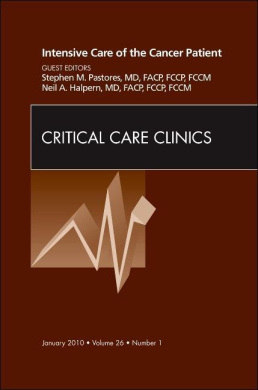 Intensive Care of the Cancer Patient
GUEST EDITORS
Stephen M. Pastores, MD, FACP, FCCP, FCCM
Neil A. Halpern, MD, FACP, FCCP, FCCM
CRITICAL CARE CLINICS
January 2010 • Volume 26 • Number 1